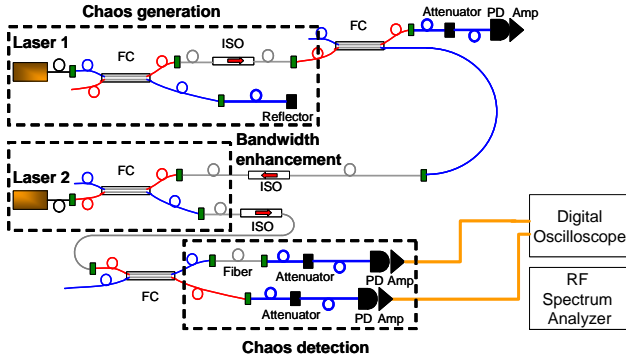 Chaos generation
Laser 1
FC
ISO
Reflector
FC
Attenuator
PD Amp
Bandwidth
enhancement
Laser 2
FC
ISO
ISO
FC
Fiber
Attenuator
PD Amp
Attenuator
PD Amp
Chaos detection
Digital
Oscilloscope
RF
Spectrum
Analyzer